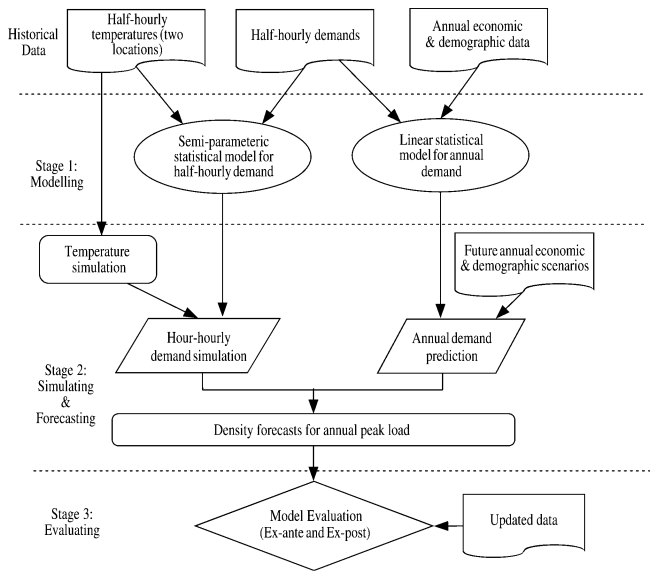 Historical
Data
Half-hourly
temperatures (two
locations)
Half-hourly demands
Annual economic
& demographic data
Stage 1:
Modelling
Semi-parameteric
statistical model for
half-hourly demand
Linear statistical
model for annual
demand
Temperature
simulation
Future annual economic
& demographic scenarios
Stage 2:
Simulating
&
Forecasting
Hour-hourly
demand simulation
Annual demand
prediction
Density forecasts for annual peak load
Stage 3:
Evaluating
Model Evaluation
(Ex-ante and Ex-post)
Updated data